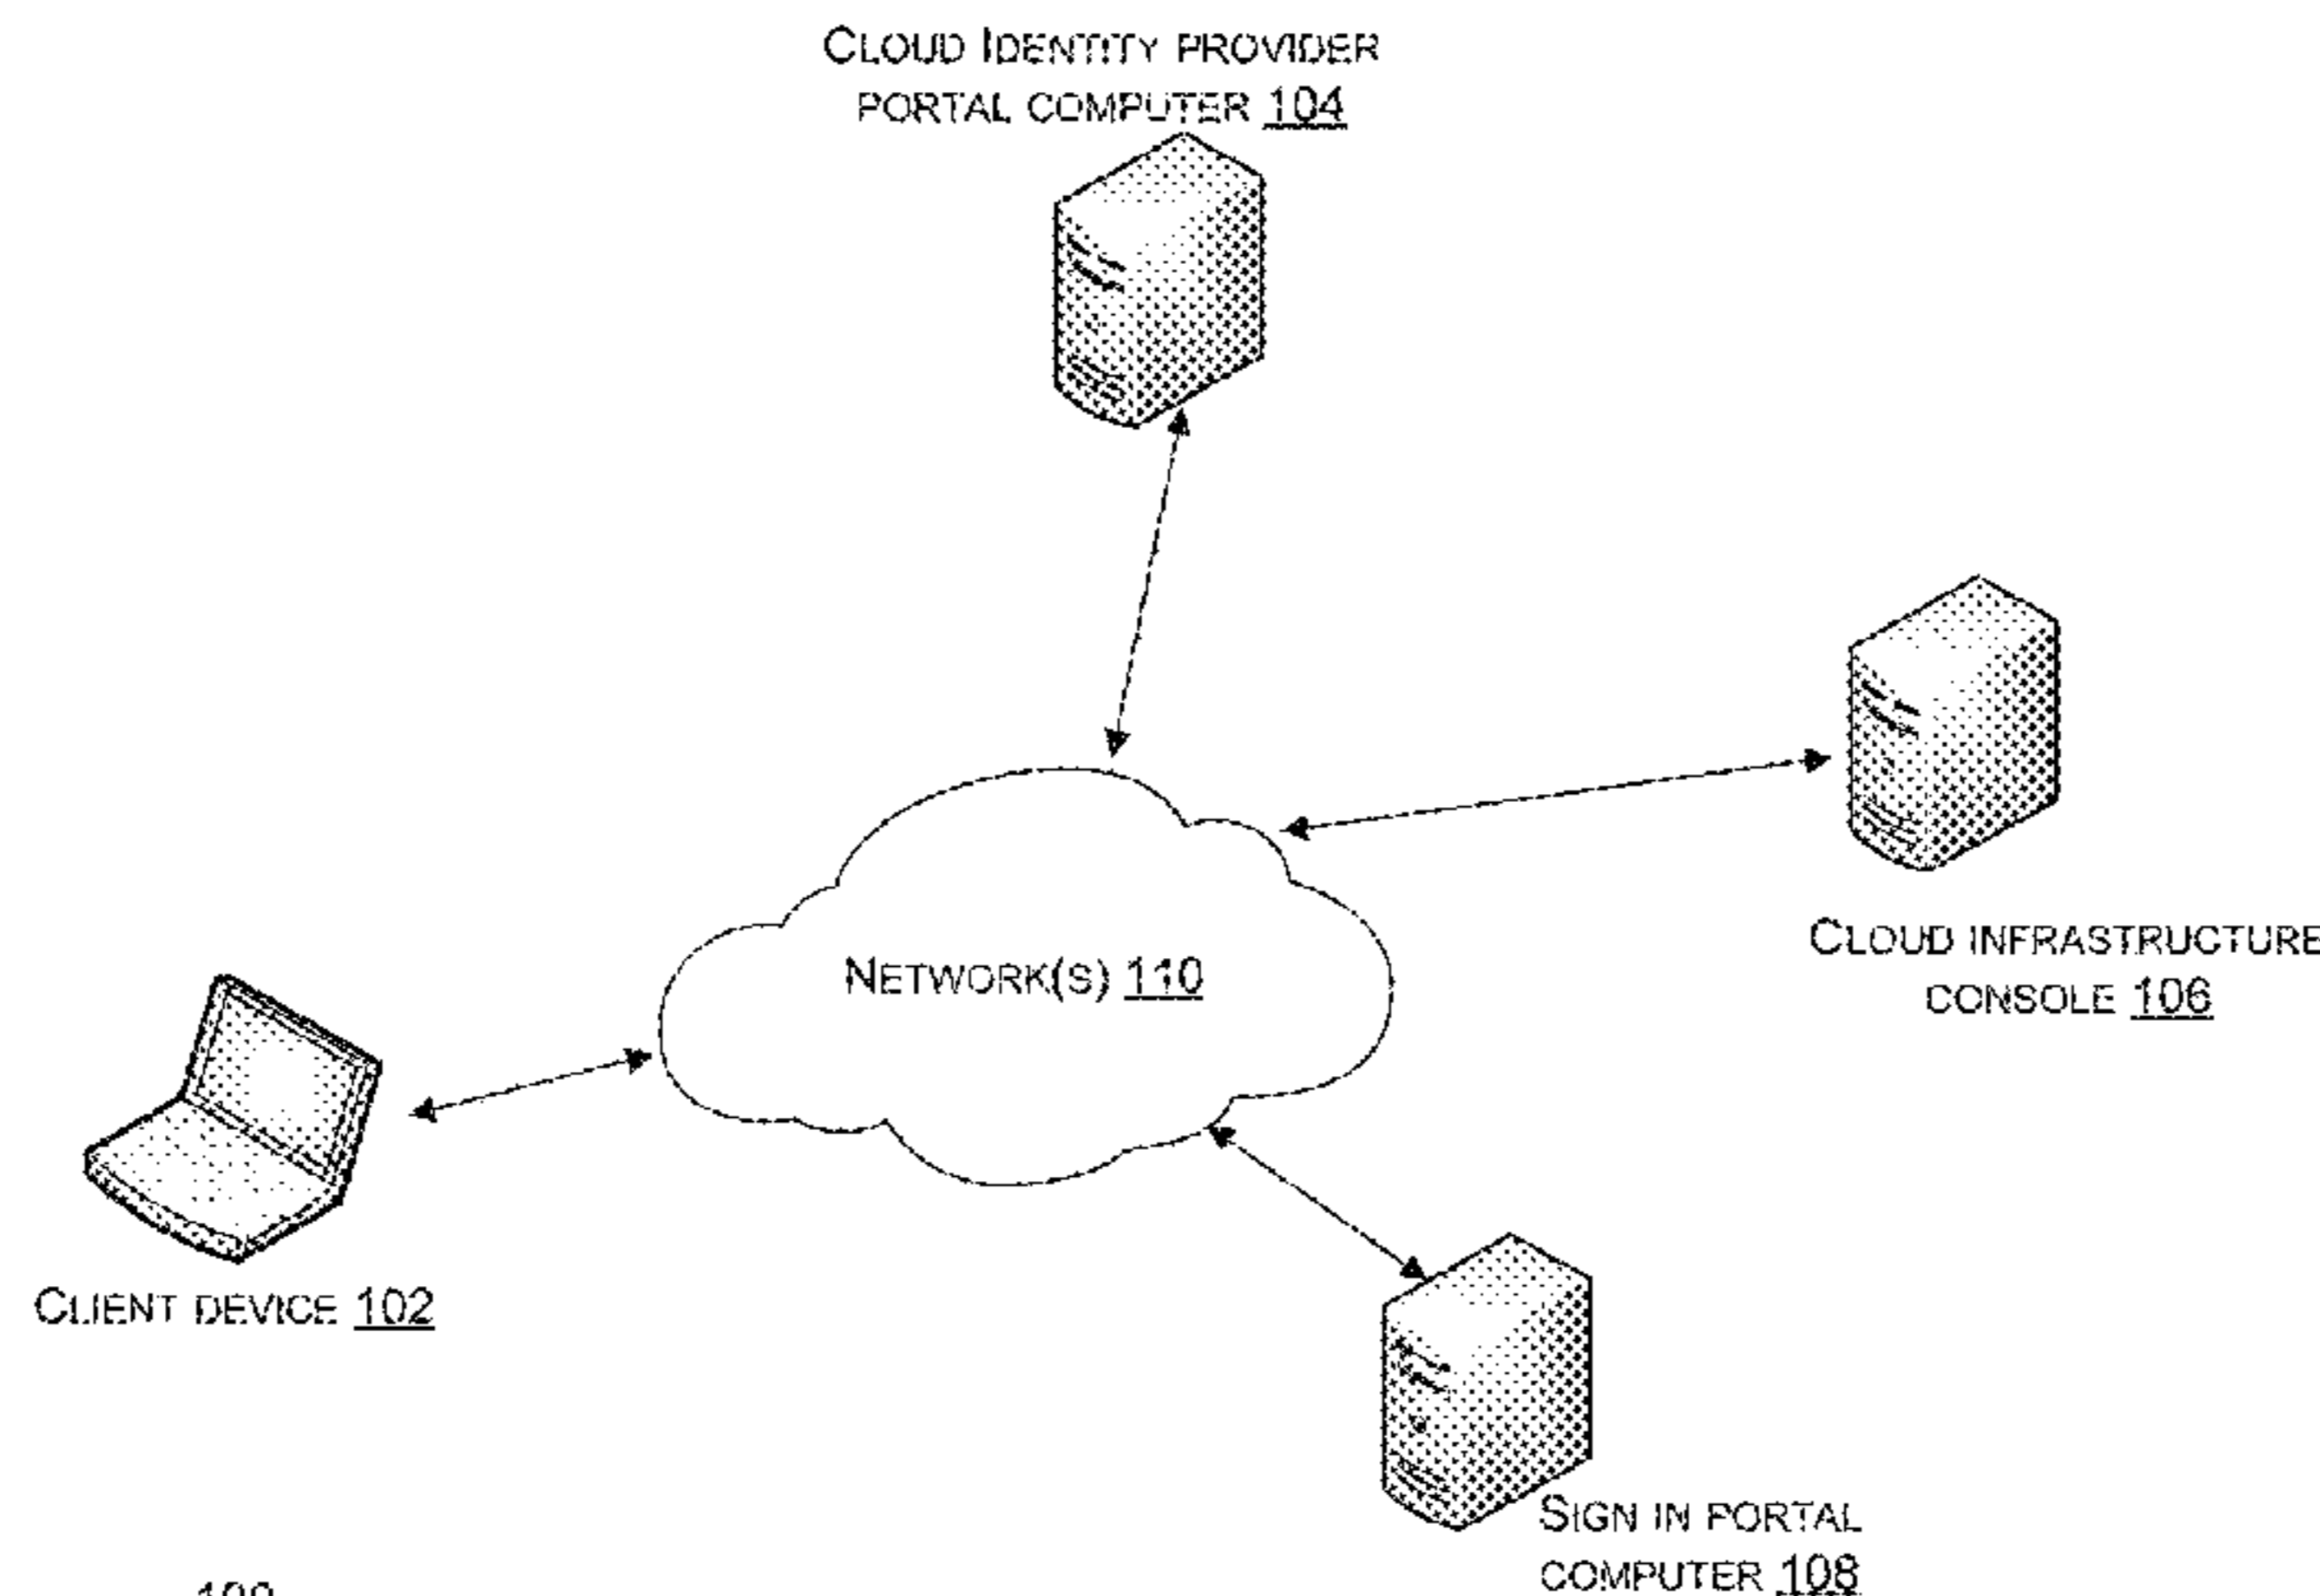 CLOUD IDENTITY PROVIDER
PORTAL COMPUTER 104
CLOUD INFRASTRUCTURE
CONSOLE 106
NETWORK(S) 110
CLIENT DEVICE 102
SIGN IN PORTAL
COMPUTER 108